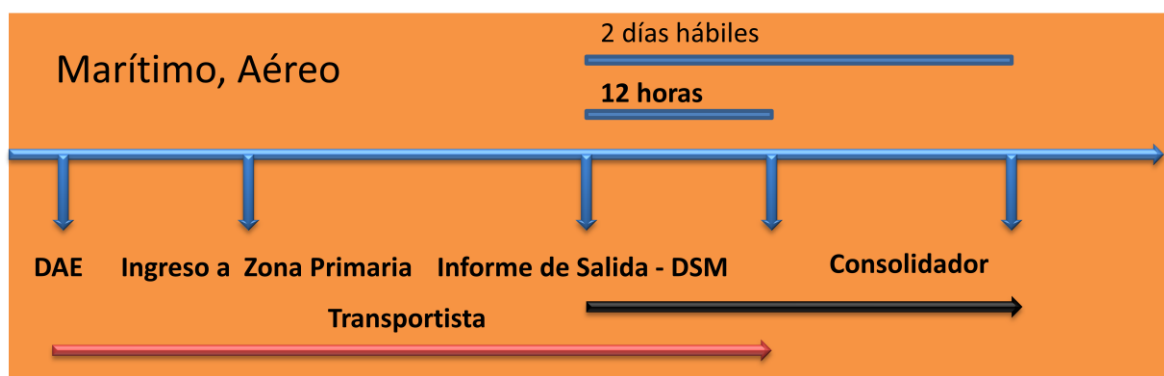 2 días hábiles
Marítimo, Aéreo
12 horas
DAE
Ingreso a Zona Primaria
Informe de Salida - DSM
Consolidador
Transportista